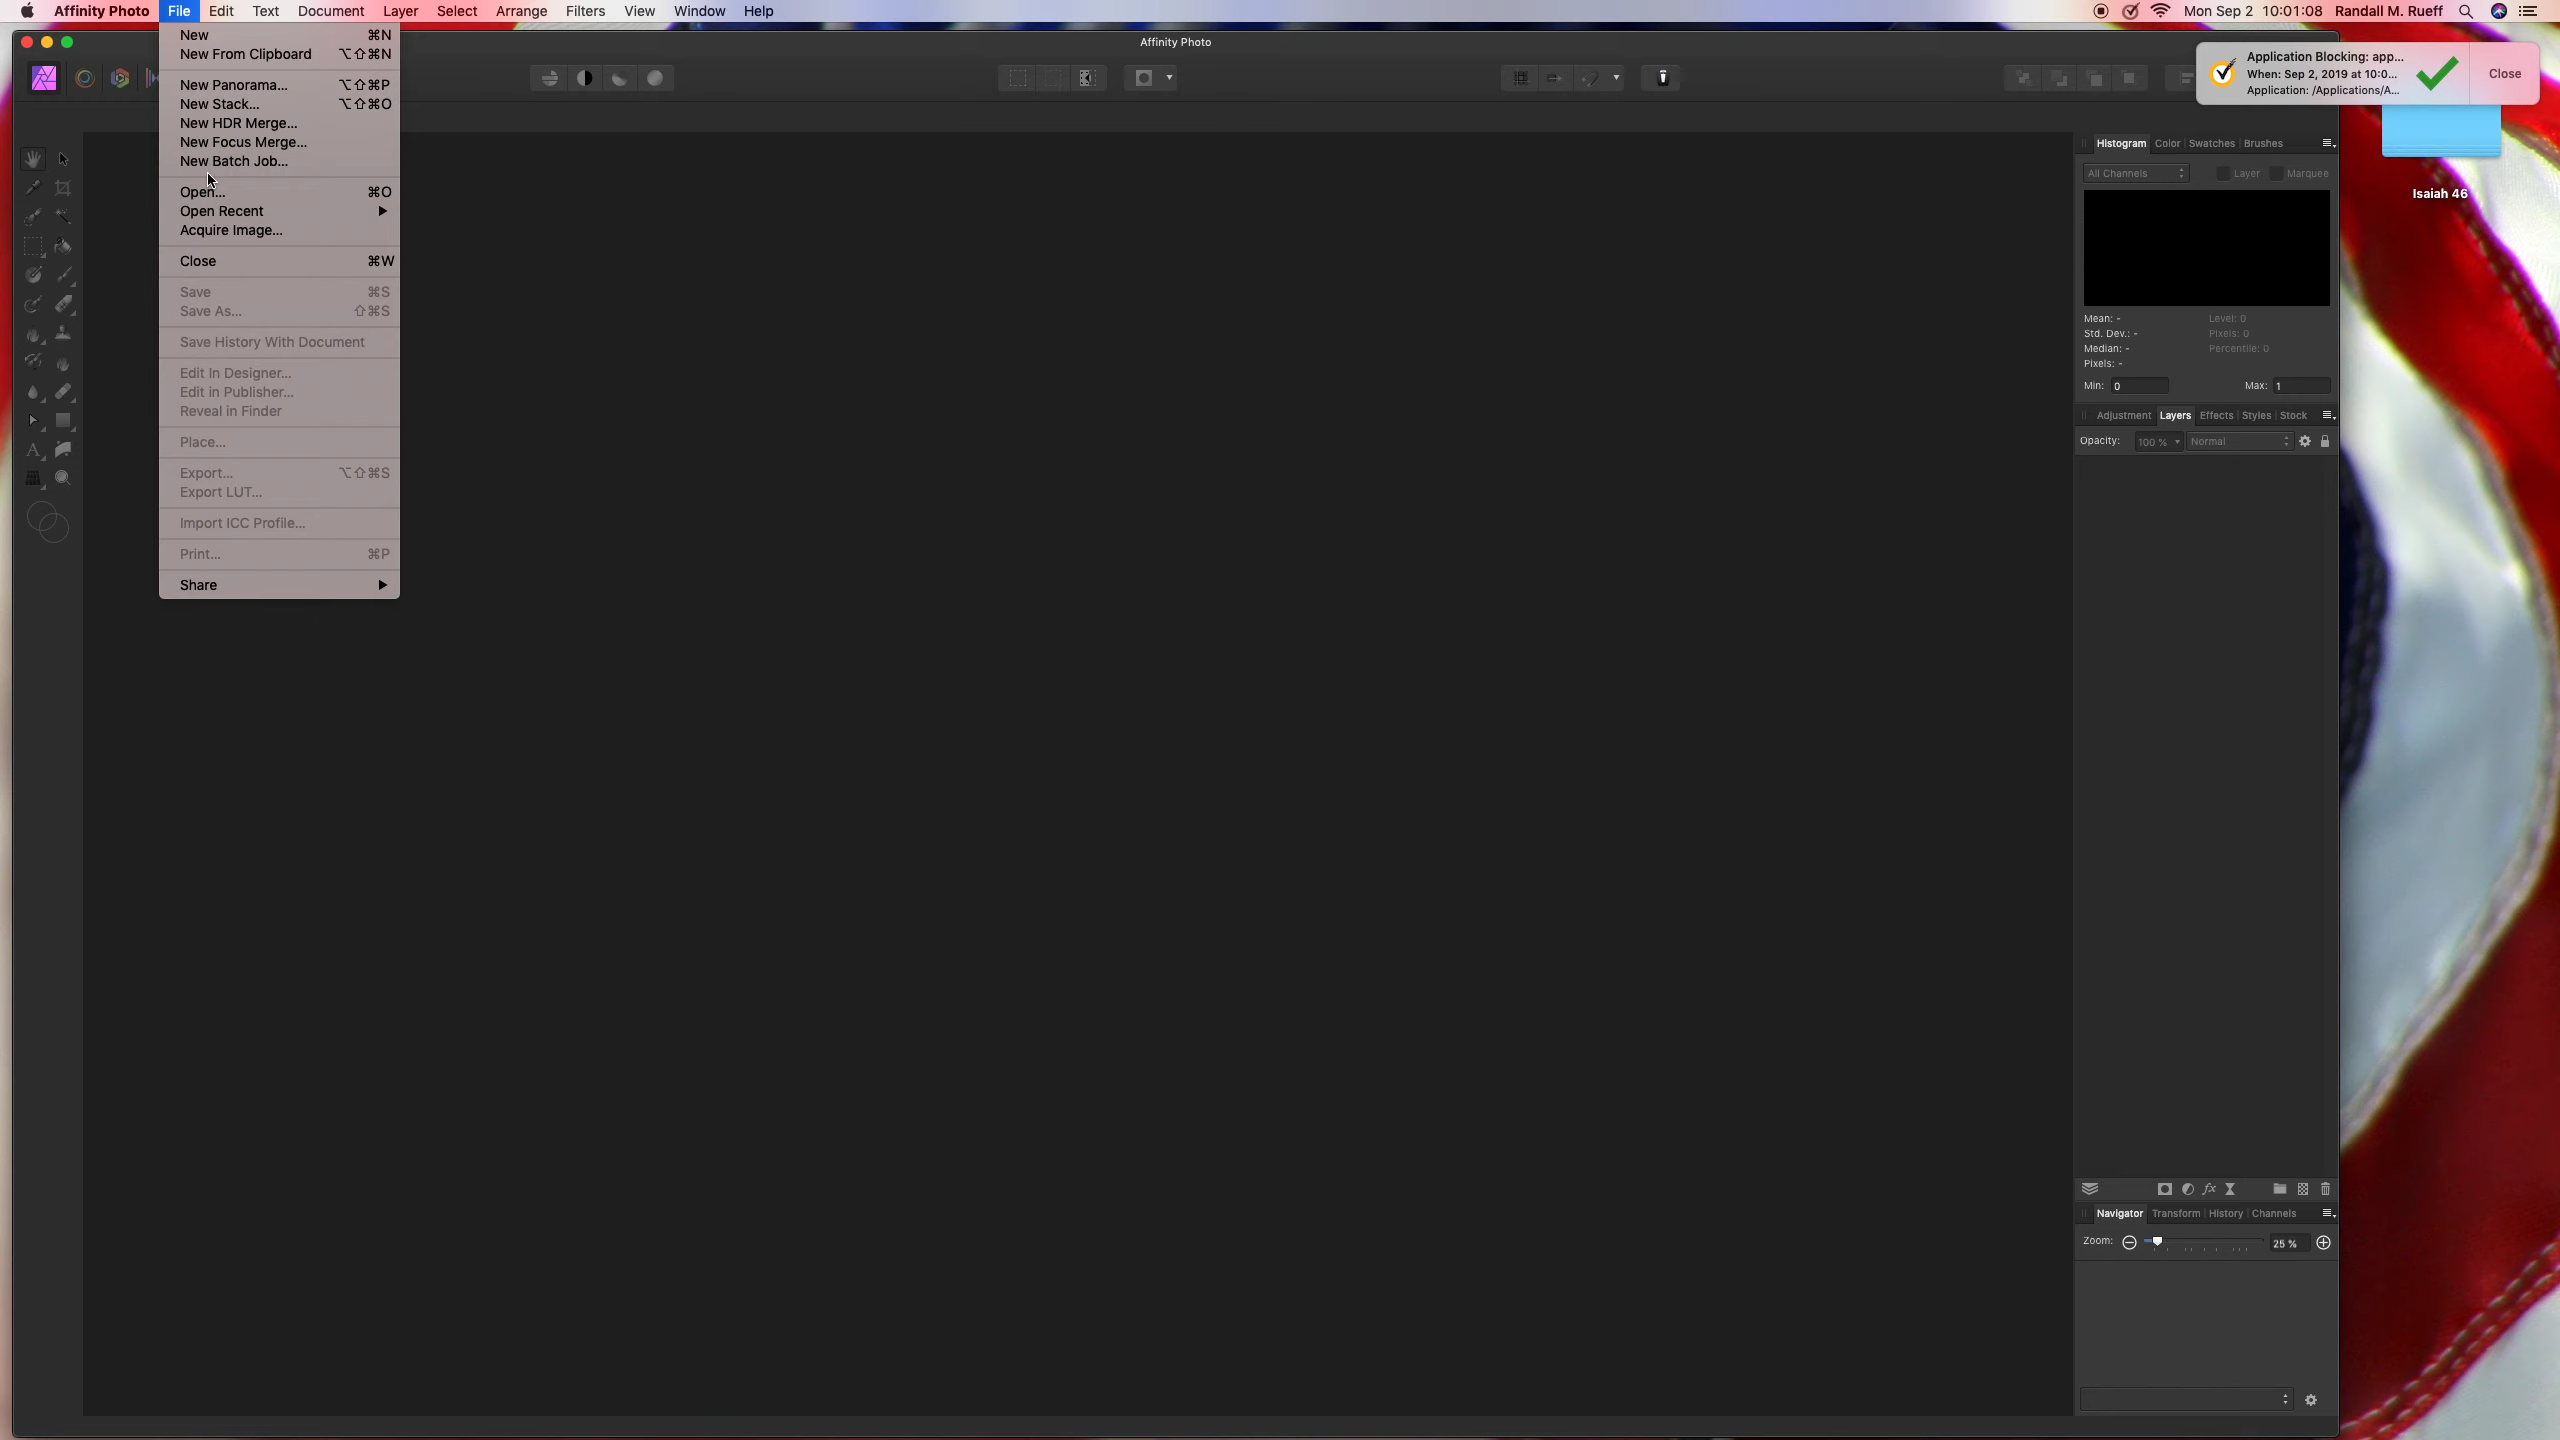 Affinity Photo File Edit Text Document Layer Select Arrange Filters View Window Help
Mon Sep 2 10:01:08 Randall M. Rueff
Affinity Photo
New ⌘N
New From Clipboard ⌥⇧⌘N
New Panorama... ⌥⇧⌘P
New Stack... ⌥⇧⌘O
New HDR Merge...
New Focus Merge...
New Batch Job...
Open... ⌘O
Open Recent
Acquire Image...
Close ⌘W
Save ⌘S
Save As... ⇧⌘S
Save History With Document
Edit In Designer...
Edit in Publisher...
Reveal in Finder
Place...
Export... ⌥⇧⌘S
Export LUT...
Import ICC Profile...
Print... ⌘P
Share
Application Blocking: app...
When: Sep 2, 2019 at 10:0...
Application: /Applications/A...
Close
Isaiah 46
Histogram Color Swatches Brushes
All Channels Layer Marquee
Mean: - Level: 0
Std. Dev.: - Pixels: 0
Median: - Percentile: 0
Pixels: -
Min: 0 Max: 1
Adjustment Layers Effects Styles Stock
Opacity: 100 % Normal
Navigator Transform History Channels
Zoom: 25 %